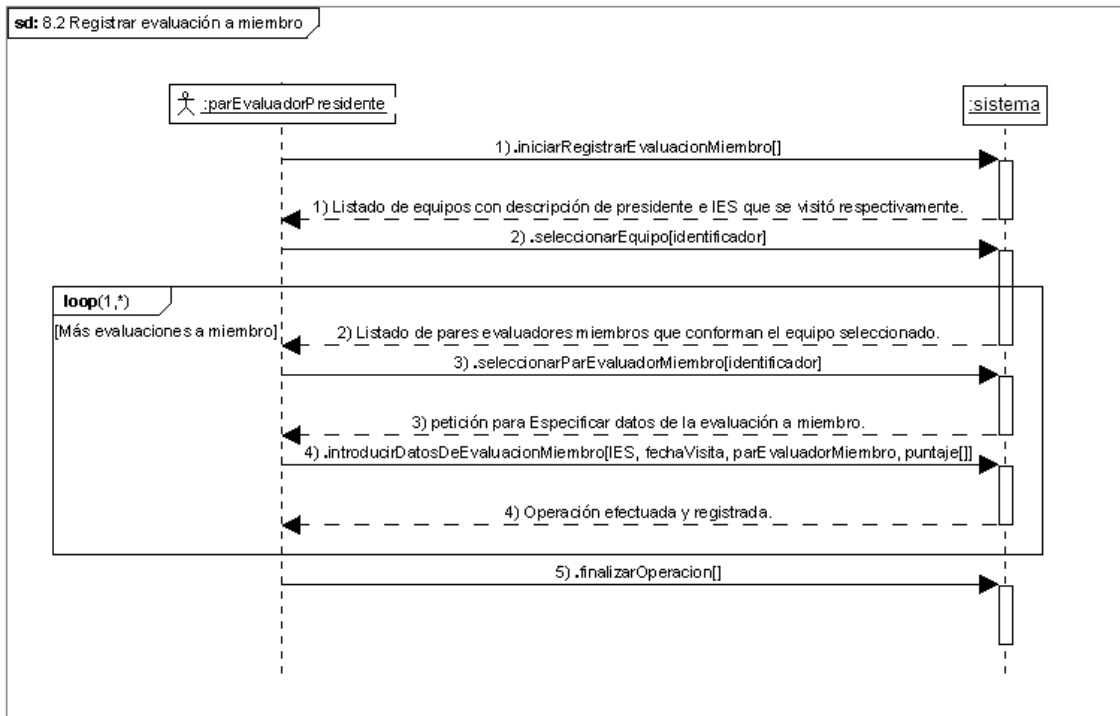 sd: 8.2 Registrar evaluación a miembro
:parEvaluadorPresidente
:sistema
1) .iniciarRegistrarEvaluacionMiembro[]
1) Listado de equipos con descripción de presidente e IES que se visitó respectivamente.
2) .seleccionarEquipo[identificador]
loop(1,*)
[Más evaluaciones a miembro]
2) Listado de pares evaluadores miembros que conforman el equipo seleccionado.
3) .seleccionarParEvaluadorMiembro[identificador]
3) petición para Especificar datos de la evaluación a miembro.
4) .introducirDatosDeEvaluacionMiembro[IES, fechaVisita, parEvaluadorMiembro, puntaje[]]
4) Operación efectuada y registrada.
5) .finalizarOperacion[]